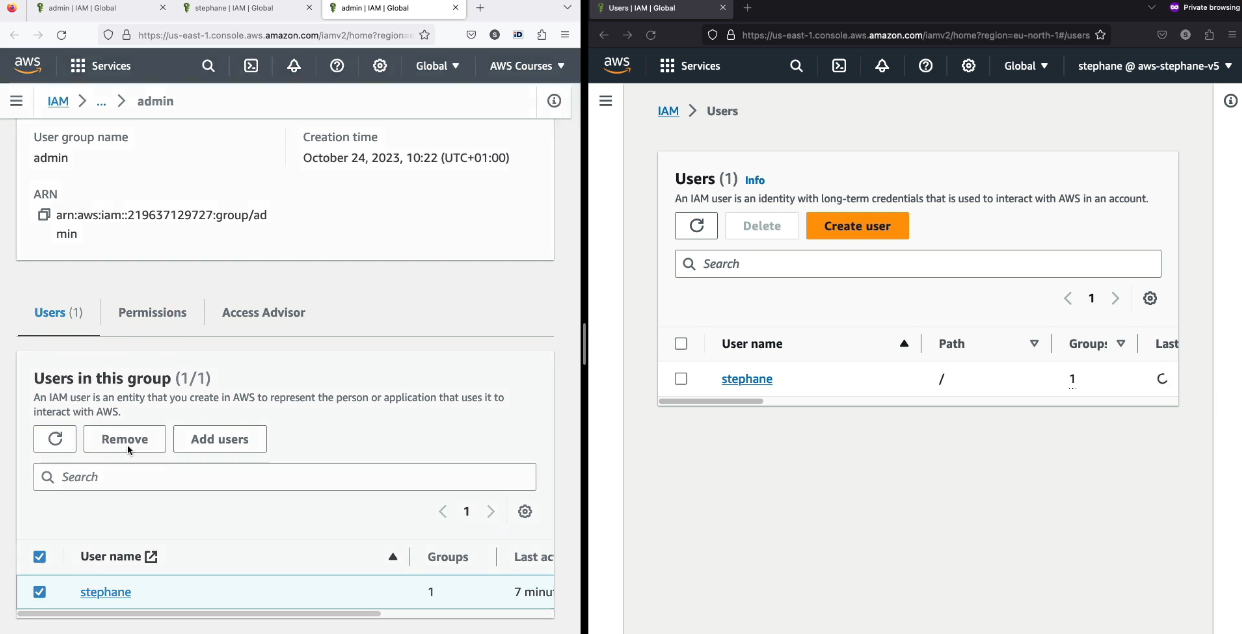 admin | IAM | Global
stephane | IAM | Global
admin | IAM | Global
https://us-east-1.console.aws.amazon.com/iamv2/home?region=
aws
Services
Global
AWS Courses
IAM
...
admin
User group name
admin
Creation time
October 24, 2023, 10:22 (UTC+01:00)
ARN
arn:aws:iam::219637129727:group/ad
min
Users (1)
Permissions
Access Advisor
Users in this group (1/1)
An IAM user is an entity that you create in AWS to represent the person or application that uses it to
interact with AWS.
Remove
Add users
Search
1
User name
Groups
Last ac
stephane
1
7 minu
Users | IAM | Global
Private browsing
https://us-east-1.console.aws.amazon.com/iamv2/home?region=eu-north-1#/users
aws
Services
Global
stephane @ aws-stephane-v5
IAM
Users
Users (1) Info
An IAM user is an identity with long-term credentials that is used to interact with AWS in an account.
Delete
Create user
Search
1
User name
Path
Groups
Last
stephane
/
1